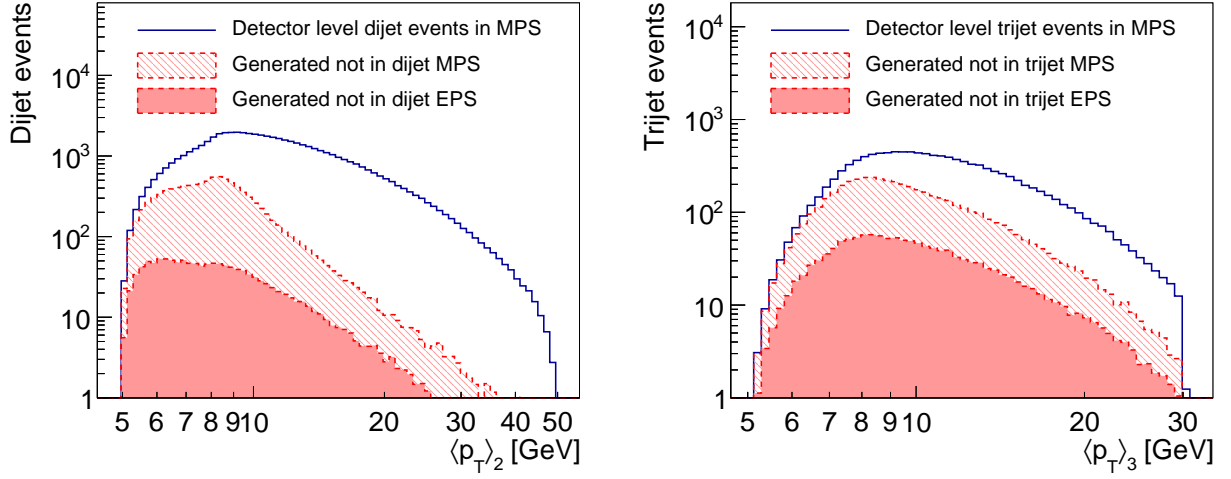 Dijet events
Detector level dijet events in MPS
Generated not in dijet MPS
Generated not in dijet EPS
10^4
10^3
10^2
10
1
5 6 7 8 9 10 20 30 40 50
⟨p_T⟩_2 [GeV]
Trijet events
Detector level trijet events in MPS
Generated not in trijet MPS
Generated not in trijet EPS
10^4
10^3
10^2
10
1
5 6 7 8 9 10 20 30
⟨p_T⟩_3 [GeV]